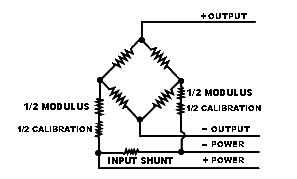 + OUTPUT
1/2 MODULUS
1/2 CALIBRATION
1/2 MODULUS
1/2 CALIBRATION
- OUTPUT
- POWER
INPUT SHUNT
+ POWER